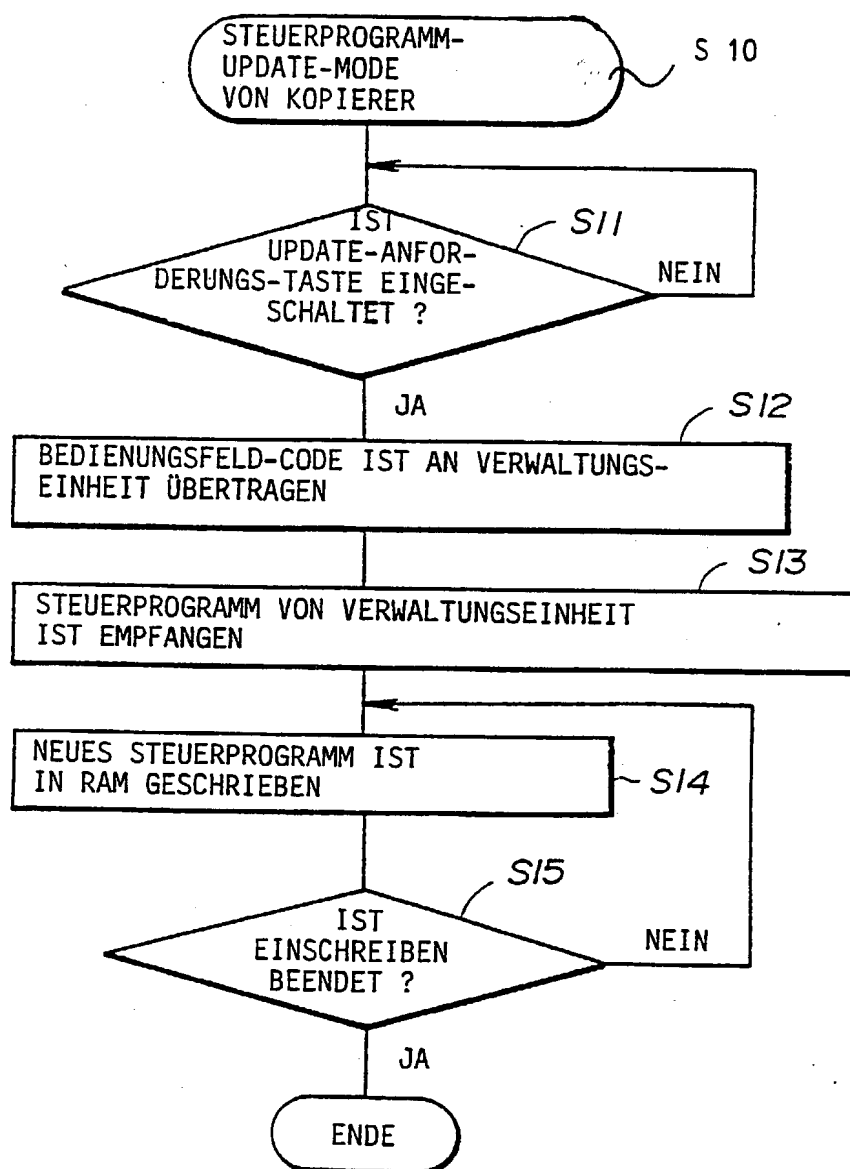 STEUERPROGRAMM-
UPDATE-MODE
VON KOPIERER
S 10
IST
UPDATE-ANFOR-
DERUNGS-TASTE EINGE-
SCHALTET ?
S11
NEIN
JA
S12
BEDIENUNGSFELD-CODE IST AN VERWALTUNGS-
EINHEIT ÜBERTRAGEN
S13
STEUERPROGRAMM VON VERWALTUNGSEINHEIT
IST EMPFANGEN
NEUES STEUERPROGRAMM IST
IN RAM GESCHRIEBEN
S14
S15
IST
EINSCHREIBEN
BEENDET ?
NEIN
JA
ENDE